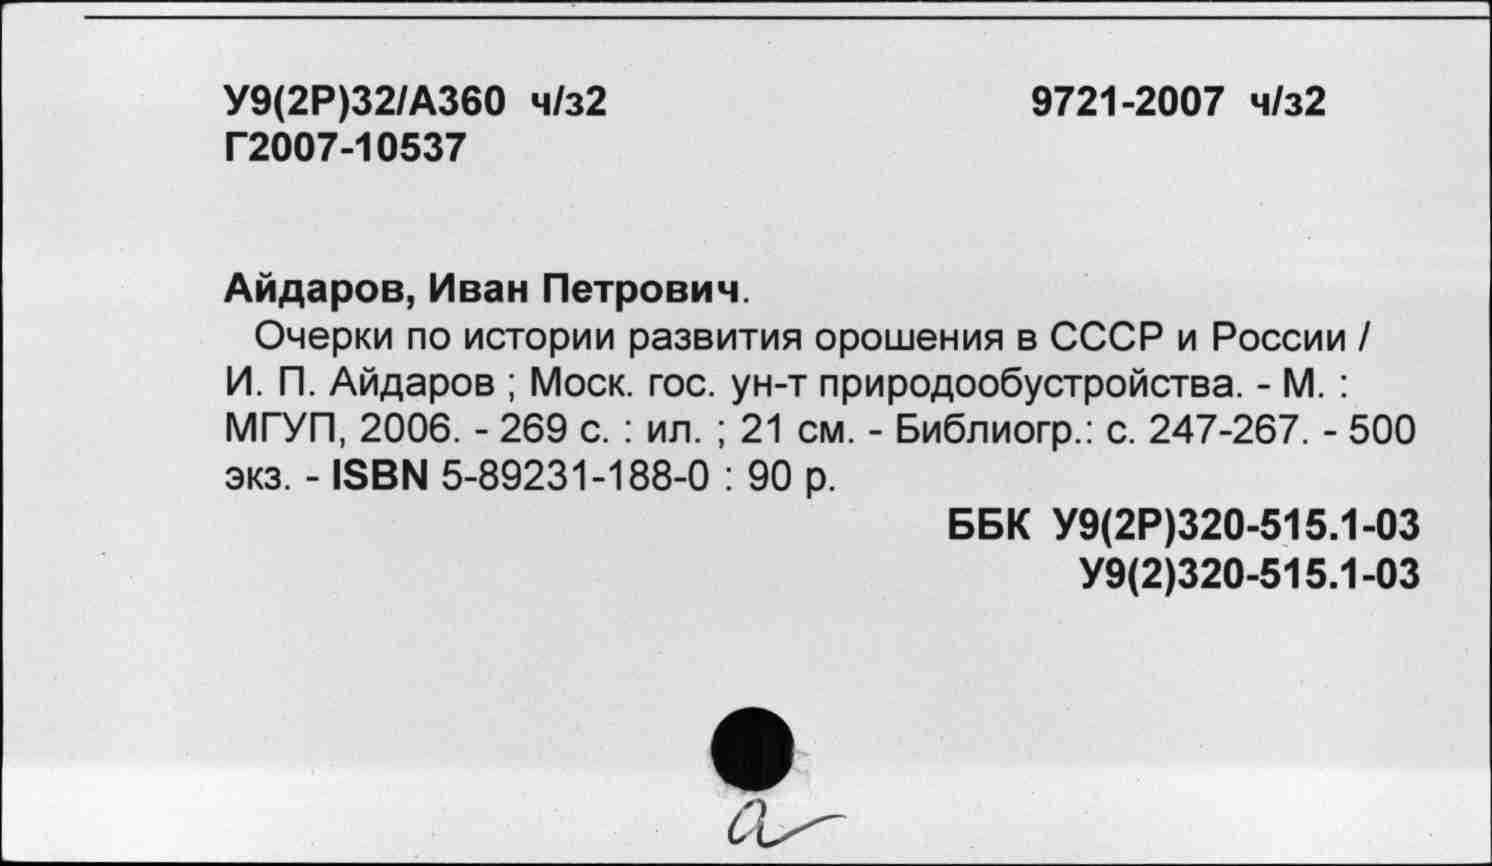 У9(2Р)32/А360 ч/з2 9721-2007 ч/з2
Г2007-10537
Айдаров, Иван Петрович.
Очерки по истории развития орошения в СССР и России /
И. П. Айдаров ; Моск. гос. ун-т природообустройства. - М. :
МГУП, 2006. - 269 с. : ил. ; 21 см. - Библиогр.: с. 247-267. - 500
экз. - ISBN 5-89231-188-0 : 90 р.
ББК У9(2Р)320-515.1-03
У9(2)320-515.1-03
а